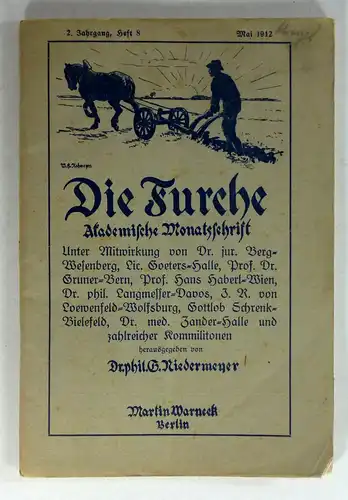 2. Jahrgang, Heft 8 Mai 1912
Die Furche
Akademische Monatsschrift
Unter Mitwirkung von Dr. jur. Berg-
Wesenberg, Lic. Goeters-Halle, Prof. Dr.
Gruner-Bern, Prof. Hans Haberl-Wien,
Dr. phil. Langmesser-Davos, J. R. von
Loewenfeld-Wolfsburg, Gottlob Schrenk-
Bielefeld, Dr. med. Zander-Halle und
zahlreicher Kommilitonen
herausgegeben von
Dr. phil. G. Niedermeyer
Martin Warneck
Berlin